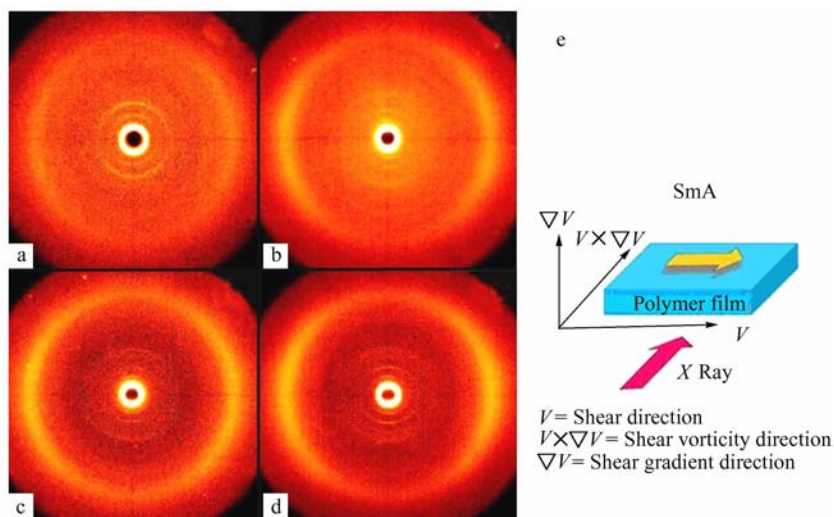 a
b
c
d
e
SmA
▽V
V×▽V
Polymer film
V
X Ray
V = Shear direction
V×▽V = Shear vorticity direction
▽V = Shear gradient direction